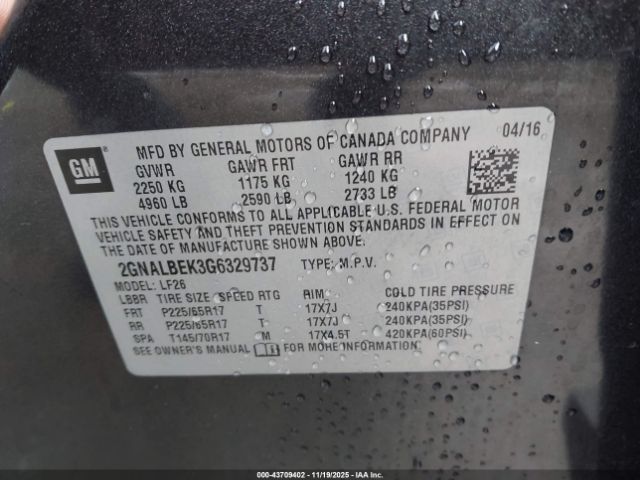 MFD BY GENERAL MOTORS OF CANADA COMPANY 04/16
GM
GVWR GAWR FRT GAWR RR
2250 KG 1175 KG 1240 KG
4960 LB 2590 LB 2733 LB
THIS VEHICLE CONFORMS TO ALL APPLICABLE U.S. FEDERAL MOTOR
VEHICLE SAFETY AND THEFT PREVENTION STANDARDS IN EFFECT ON
THE DATE OF MANUFACTURE SHOWN ABOVE.
2GNALBEK3G6329737 TYPE: M.P.V.
MODEL: LF26
LBBR TIRE SIZE SPEED RTG RIM COLD TIRE PRESSURE
FRT P225/65R17 T 17X7J 240KPA(35PSI)
RR P225/65R17 T 17X7J 240KPA(35PSI)
SPA T145/70R17 M 17X4.5T 420KPA(60PSI)
SEE OWNER'S MANUAL FOR MORE INFORMATION.
000-43709402 - 11/19/2025 - IAAI.COM